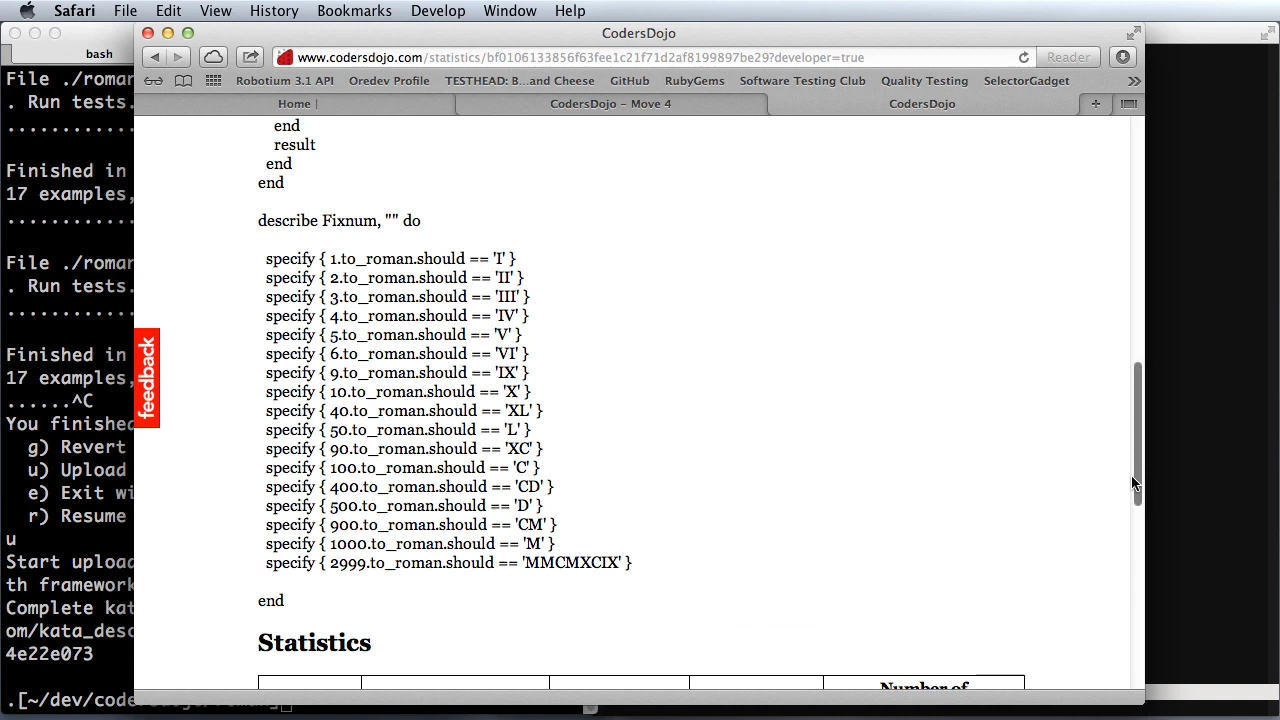 Safari File Edit View History Bookmarks Develop Window Help
bash
CodersDojo
www.codersdojo.com/statistics/bf0106133856f63fee1c21f71d2af8199897be29?developer=true
Reader
Robotium 3.1 API Oredev Profile TESTHEAD: B...and Cheese GitHub RubyGems Software Testing Club Quality Testing SelectorGadget
Home CodersDojo – Move 4 CodersDojo
File ./roman
. Run tests.
Finished in
17 examples,
File ./roman
. Run tests.
Finished in
17 examples,
......^C
You finished
g) Revert
u) Upload
e) Exit wi
r) Resume
u
Start upload
th framework
Complete kat
om/kata_desc
4e22e073
.[~/dev/code
end
result
end
end
describe Fixnum, "" do
specify { 1.to_roman.should == 'I' }
specify { 2.to_roman.should == 'II' }
specify { 3.to_roman.should == 'III' }
specify { 4.to_roman.should == 'IV' }
specify { 5.to_roman.should == 'V' }
specify { 6.to_roman.should == 'VI' }
specify { 9.to_roman.should == 'IX' }
specify { 10.to_roman.should == 'X' }
specify { 40.to_roman.should == 'XL' }
specify { 50.to_roman.should == 'L' }
specify { 90.to_roman.should == 'XC' }
specify { 100.to_roman.should == 'C' }
specify { 400.to_roman.should == 'CD' }
specify { 500.to_roman.should == 'D' }
specify { 900.to_roman.should == 'CM' }
specify { 1000.to_roman.should == 'M' }
specify { 2999.to_roman.should == 'MMCMXCIX' }
end
Statistics
Number of
feedback